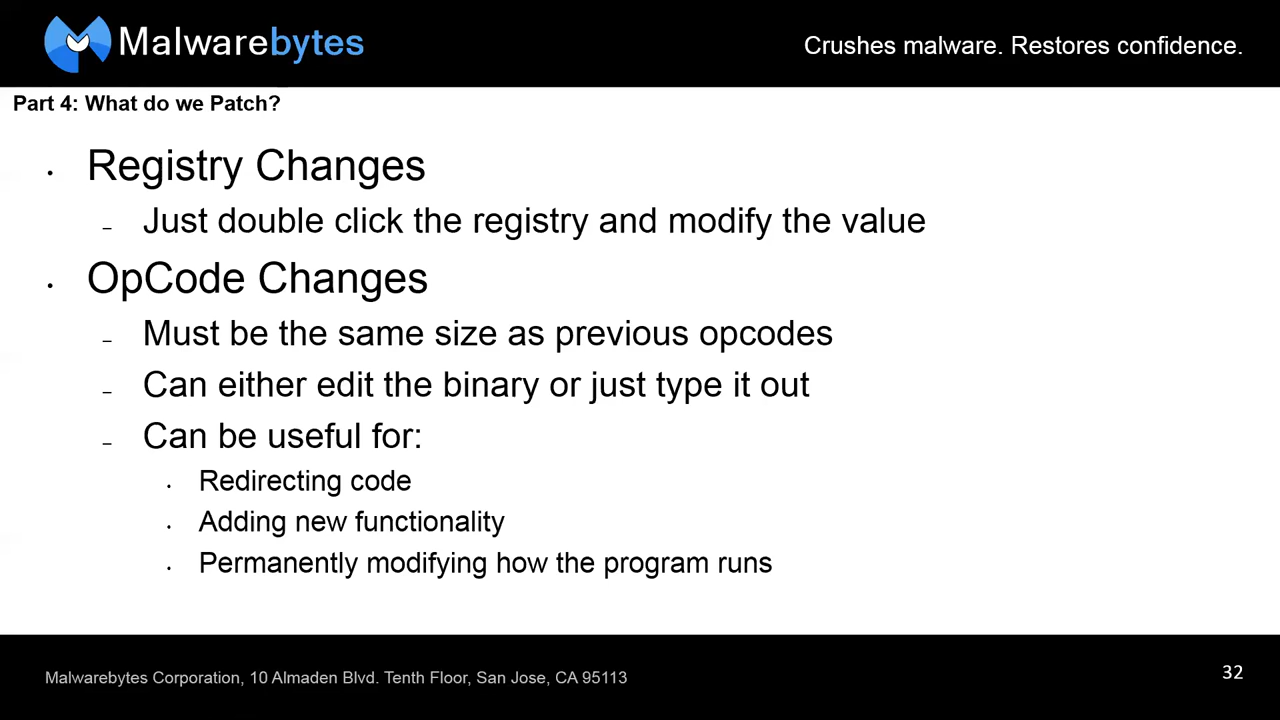 Malwarebytes
Crushes malware. Restores confidence.
Part 4: What do we Patch?
• Registry Changes
– Just double click the registry and modify the value
• OpCode Changes
– Must be the same size as previous opcodes
– Can either edit the binary or just type it out
– Can be useful for:
• Redirecting code
• Adding new functionality
• Permanently modifying how the program runs
Malwarebytes Corporation, 10 Almaden Blvd. Tenth Floor, San Jose, CA 95113
32